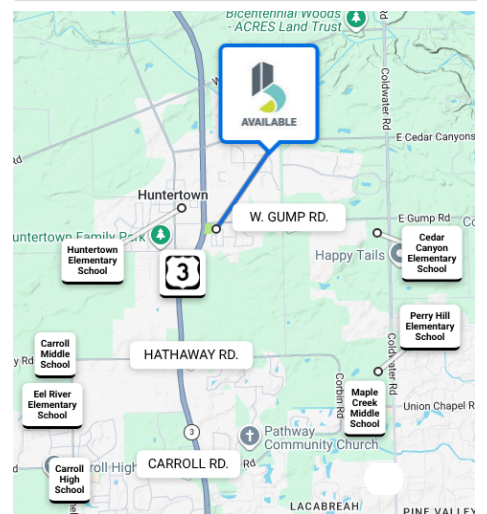 Bicentennial Woods
- ACRES Land Trust
Rd
Coldwater Rd
AVAILABLE
E Cedar Canyons
Huntertown
W. GUMP RD.
E Gump Rd
untertown Family Park
Huntertown
Elementary
School
3
Happy Tails
Cedar
Canyon
Elementary
School
Perry Hill
Elementary
School
Carroll
Middle
School
HATHAWAY RD.
Coldwater Rd
Eel River
Elementary
School
Corbin Rd
Maple
Creek
Middle
School
Union Chapel R
3
Pathway
Community Church
Carroll
High
School
roll High
CARROLL RD.
Rd
LACABREAH
PINE VALLEY